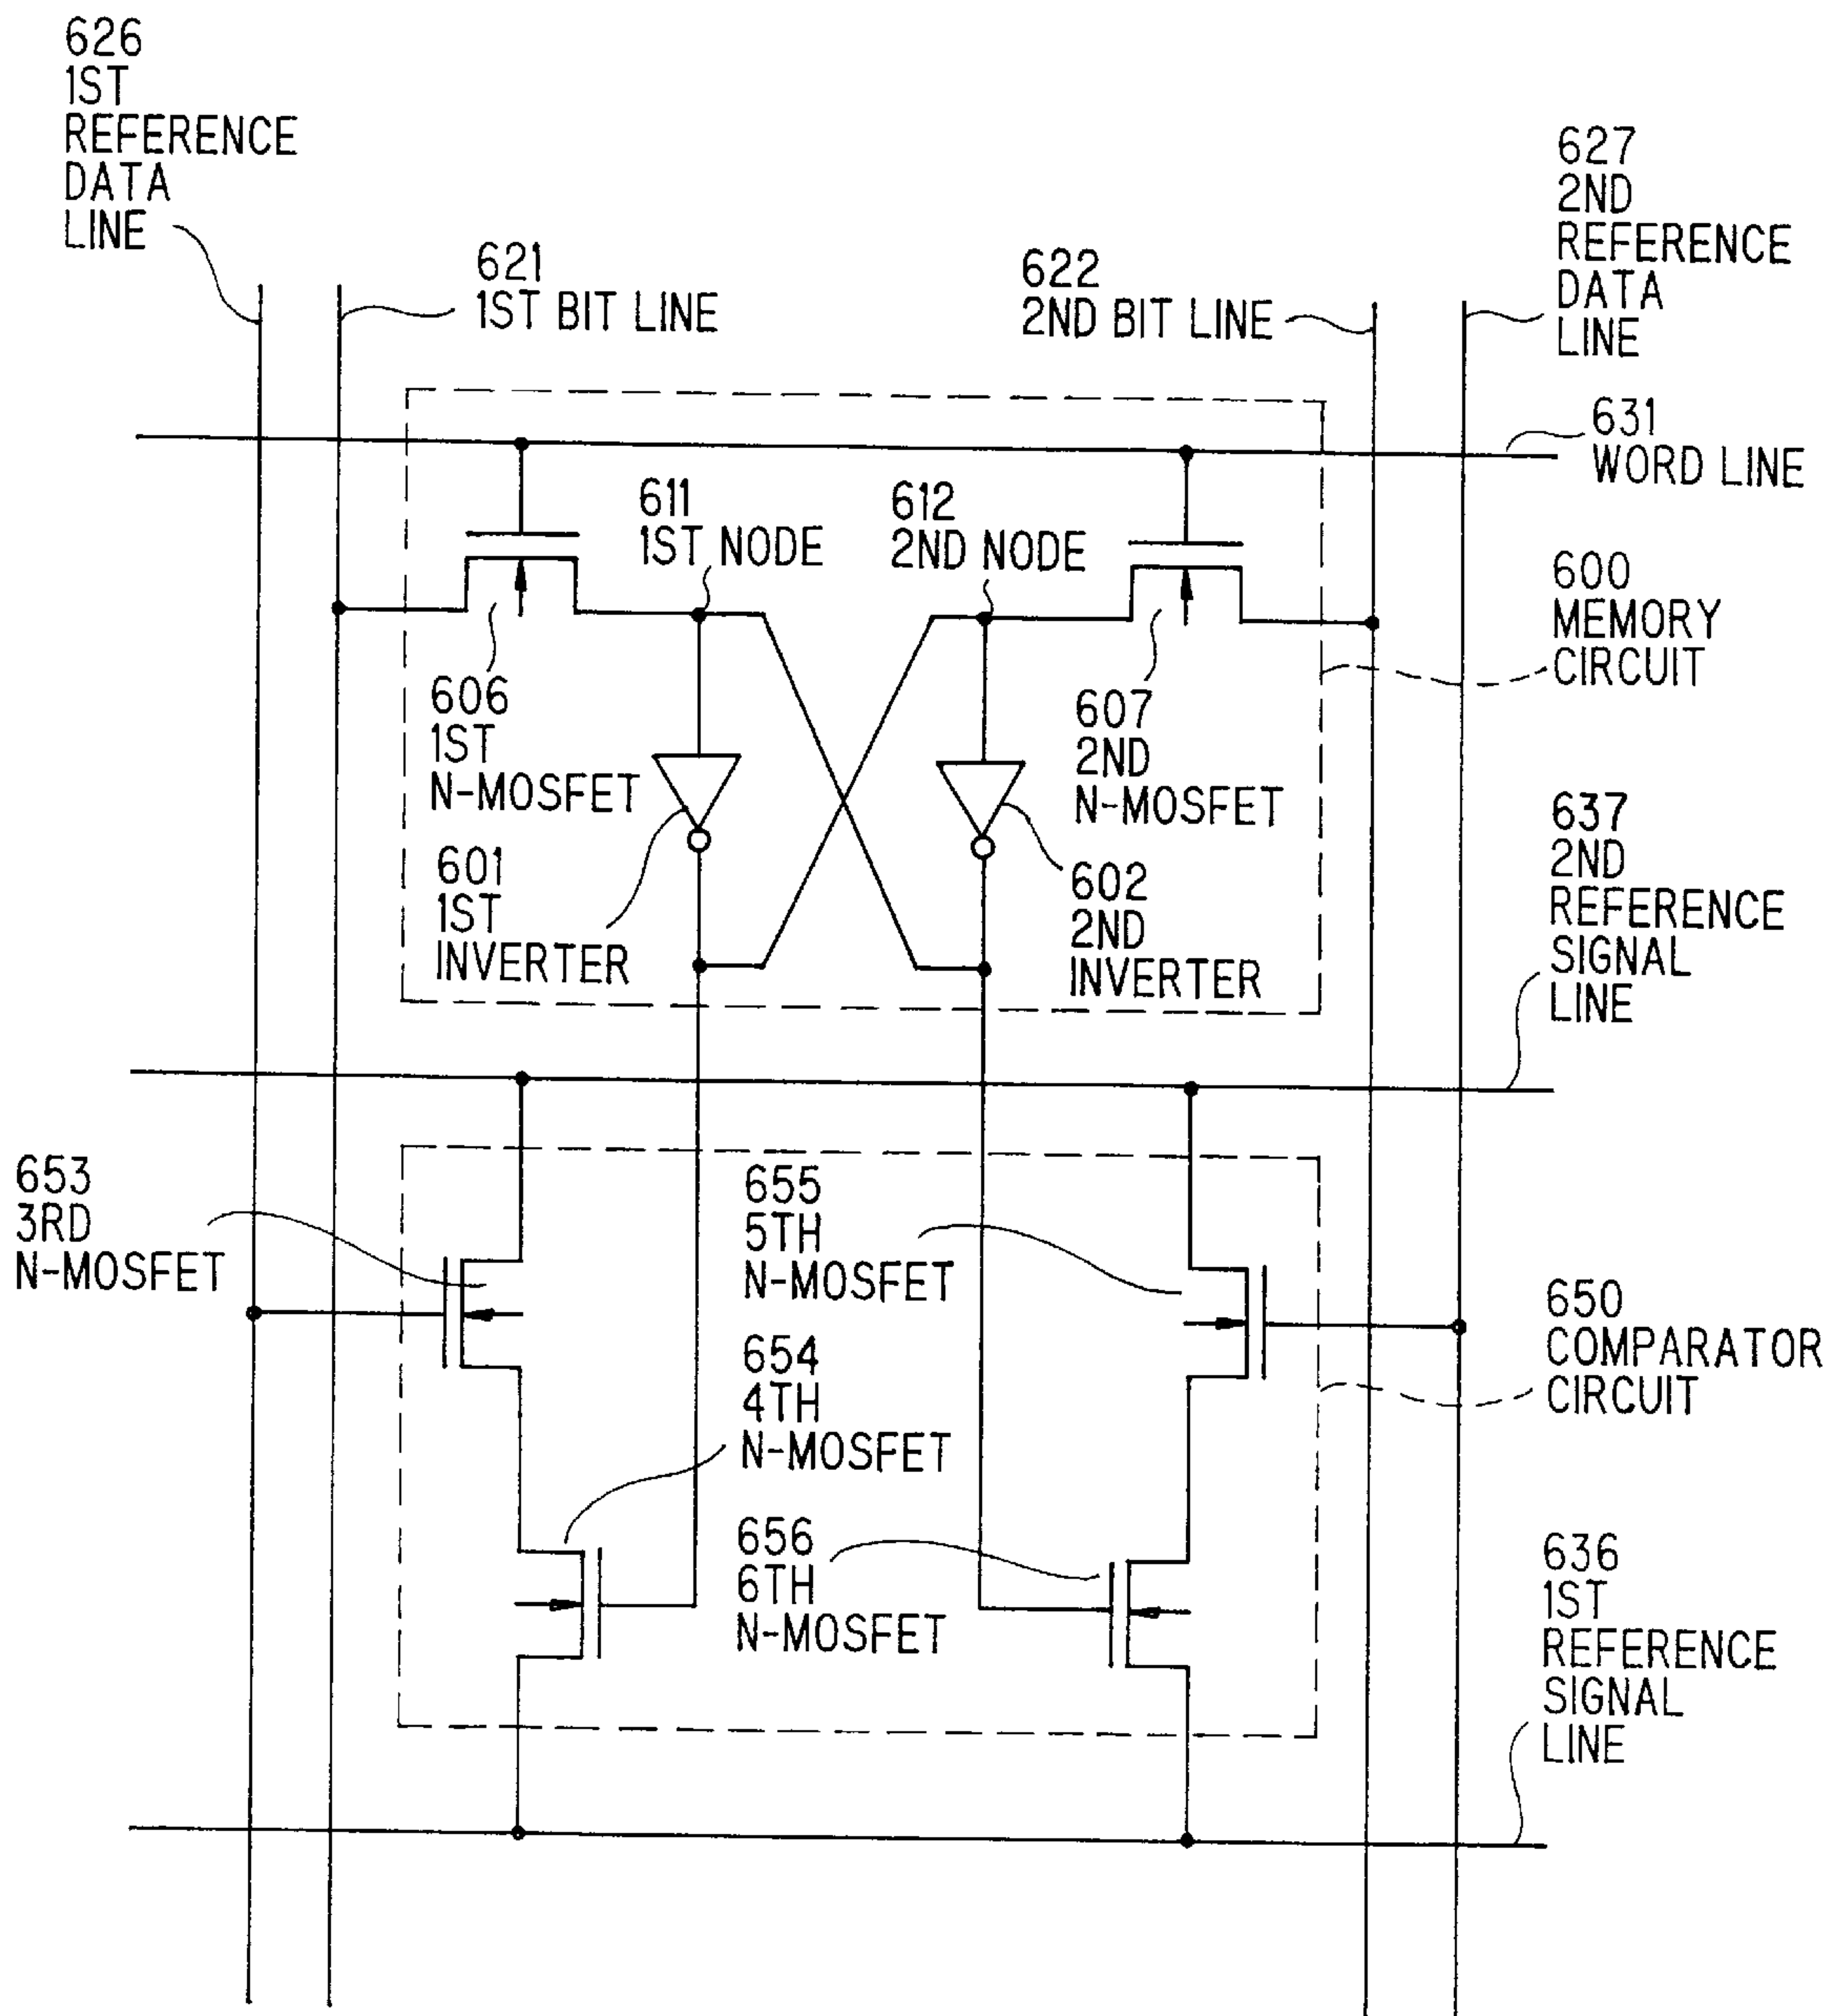 626
1ST
REFERENCE
DATA
LINE
621
1ST BIT LINE
622
2ND BIT LINE
627
2ND
REFERENCE
DATA
LINE
631
WORD LINE
611
1ST NODE
612
2ND NODE
600
MEMORY
CIRCUIT
606
1ST
N-MOSFET
607
2ND
N-MOSFET
601
1ST
INVERTER
602
2ND
INVERTER
637
2ND
REFERENCE
SIGNAL
LINE
653
3RD
N-MOSFET
655
5TH
N-MOSFET
650
COMPARATOR
CIRCUIT
654
4TH
N-MOSFET
656
6TH
N-MOSFET
636
1ST
REFERENCE
SIGNAL
LINE